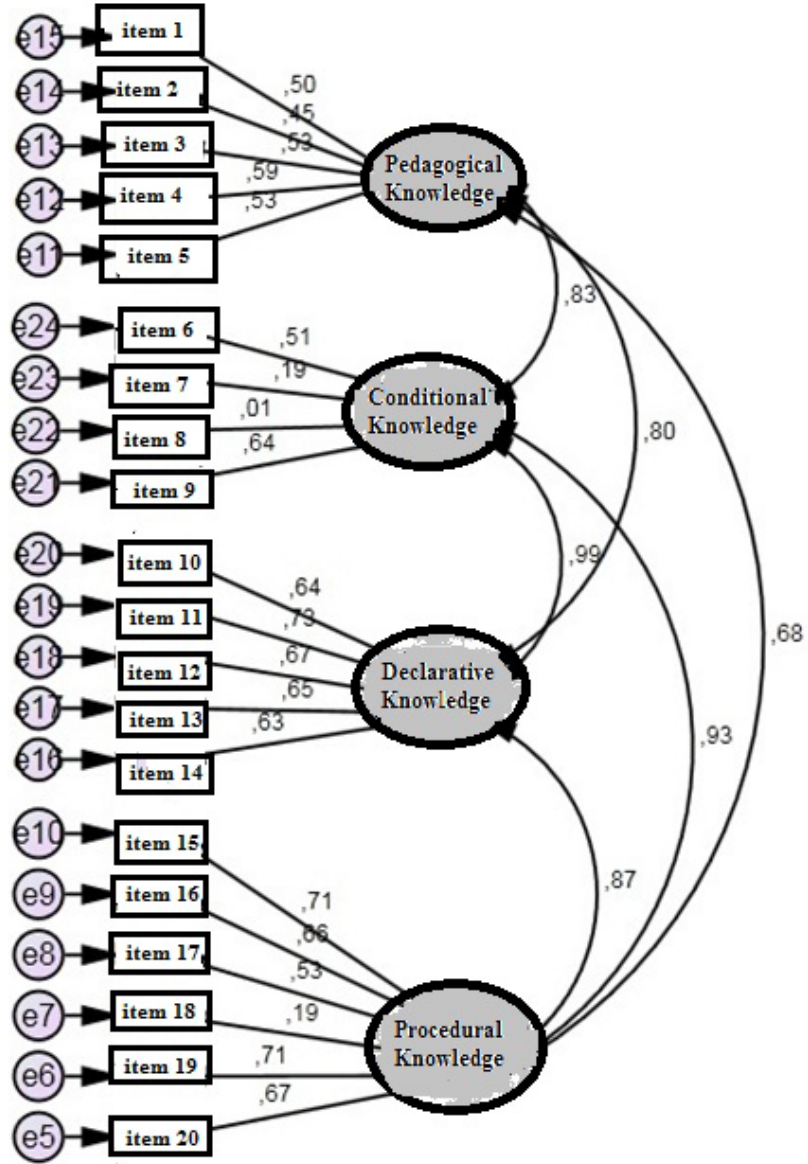 e15 item 1
,50
e14 item 2
,45
e13 item 3
,53
e12 item 4
,59
e11 item 5
,53
Pedagogical
Knowledge
,83
e24 item 6
,51
e23 item 7
,19
e22 item 8
,01
e21 item 9
,64
Conditional
Knowledge
,80
,99
e20 item 10
,64
e19 item 11
,73
e18 item 12
,67
e17 item 13
,65
e16 item 14
,63
Declarative
Knowledge
,68
,93
e10 item 15
,71
e9 item 16
,66
e8 item 17
,53
e7 item 18
,19
e6 item 19
,71
e5 item 20
,67
Procedural
Knowledge
,87